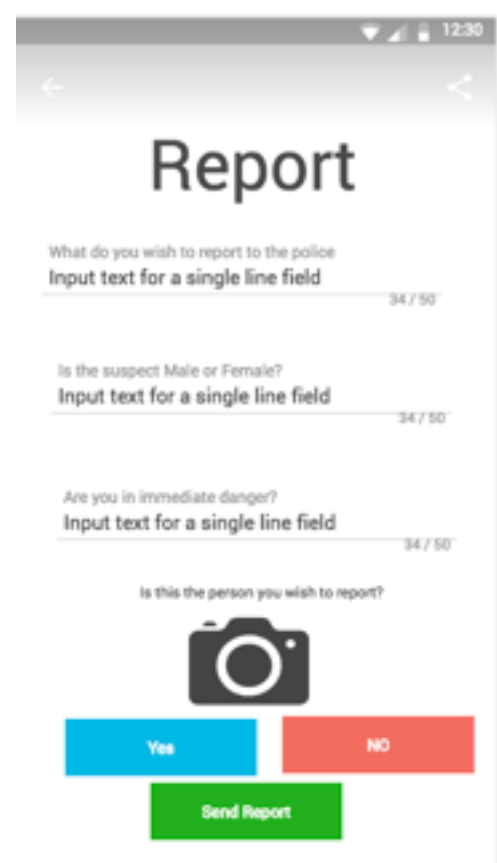 12:30
Report
What do you wish to report to the police
Input text for a single line field
34 / 50
Is the suspect Male or Female?
Input text for a single line field
34 / 50
Are you in immediate danger?
Input text for a single line field
34 / 50
Is this the person you wish to report?
Yes
NO
Send Report